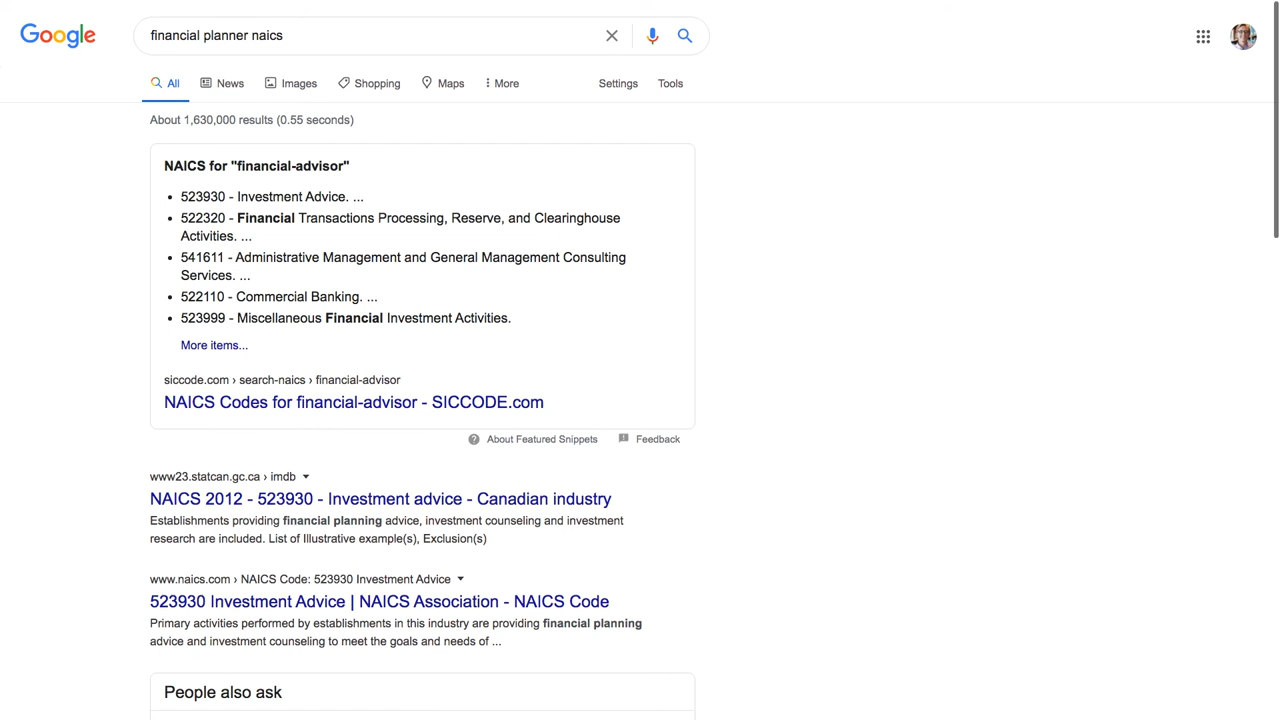 Google
financial planner naics
All
News
Images
Shopping
Maps
More
Settings
Tools
About 1,630,000 results (0.55 seconds)
NAICS for "financial-advisor"
• 523930 - Investment Advice. ...
• 522320 - Financial Transactions Processing, Reserve, and Clearinghouse
Activities. ...
• 541611 - Administrative Management and General Management Consulting
Services. ...
• 522110 - Commercial Banking. ...
• 523999 - Miscellaneous Financial Investment Activities.
More items...
siccode.com › search-naics › financial-advisor
NAICS Codes for financial-advisor - SICCODE.com
About Featured Snippets
Feedback
www23.statcan.gc.ca › imdb
NAICS 2012 - 523930 - Investment advice - Canadian industry
Establishments providing financial planning advice, investment counseling and investment
research are included. List of Illustrative example(s), Exclusion(s)
www.naics.com › NAICS Code: 523930 Investment Advice
523930 Investment Advice | NAICS Association - NAICS Code
Primary activities performed by establishments in this industry are providing financial planning
advice and investment counseling to meet the goals and needs of ...
People also ask